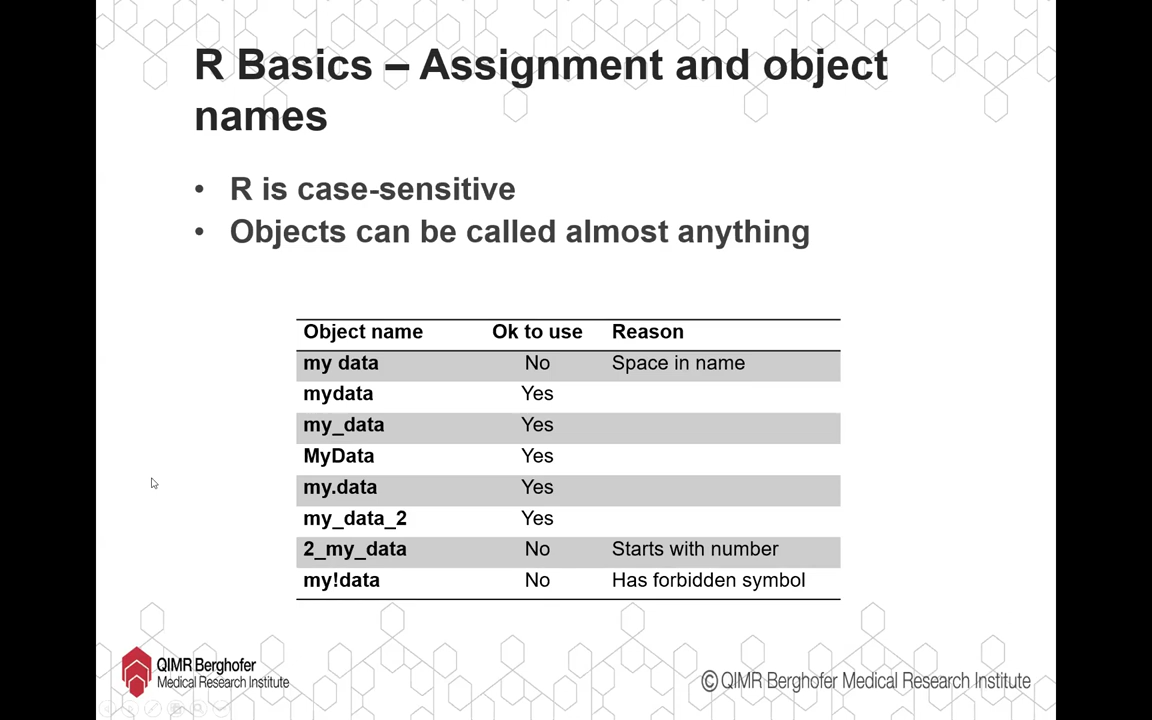 R Basics – Assignment and object
names
• R is case-sensitive
• Objects can be called almost anything
Object name Ok to use Reason
my data No Space in name
mydata Yes
my_data Yes
MyData Yes
my.data Yes
my_data_2 Yes
2_my_data No Starts with number
my!data No Has forbidden symbol
QIMR Berghofer
Medical Research Institute
© QIMR Berghofer Medical Research Institute